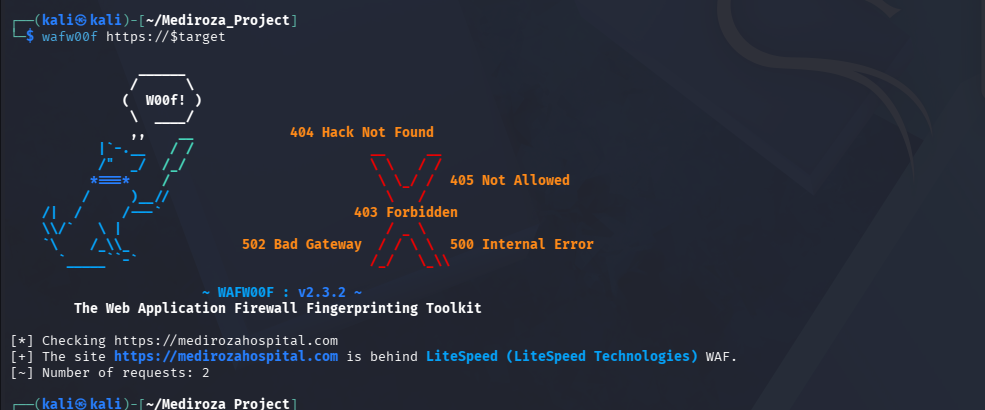 ┌──(kali㉿kali)-[~/Mediroza_Project]
└─$ wafw00f https://$target
W00f!
404 Hack Not Found
405 Not Allowed
403 Forbidden
502 Bad Gateway 500 Internal Error
~ WAFW00F : v2.3.2 ~
The Web Application Firewall Fingerprinting Toolkit
[*] Checking https://medirozahospital.com
[+] The site https://medirozahospital.com is behind LiteSpeed (LiteSpeed Technologies) WAF.
[~] Number of requests: 2
┌──(kali㉿kali)-[~/Mediroza_Project]